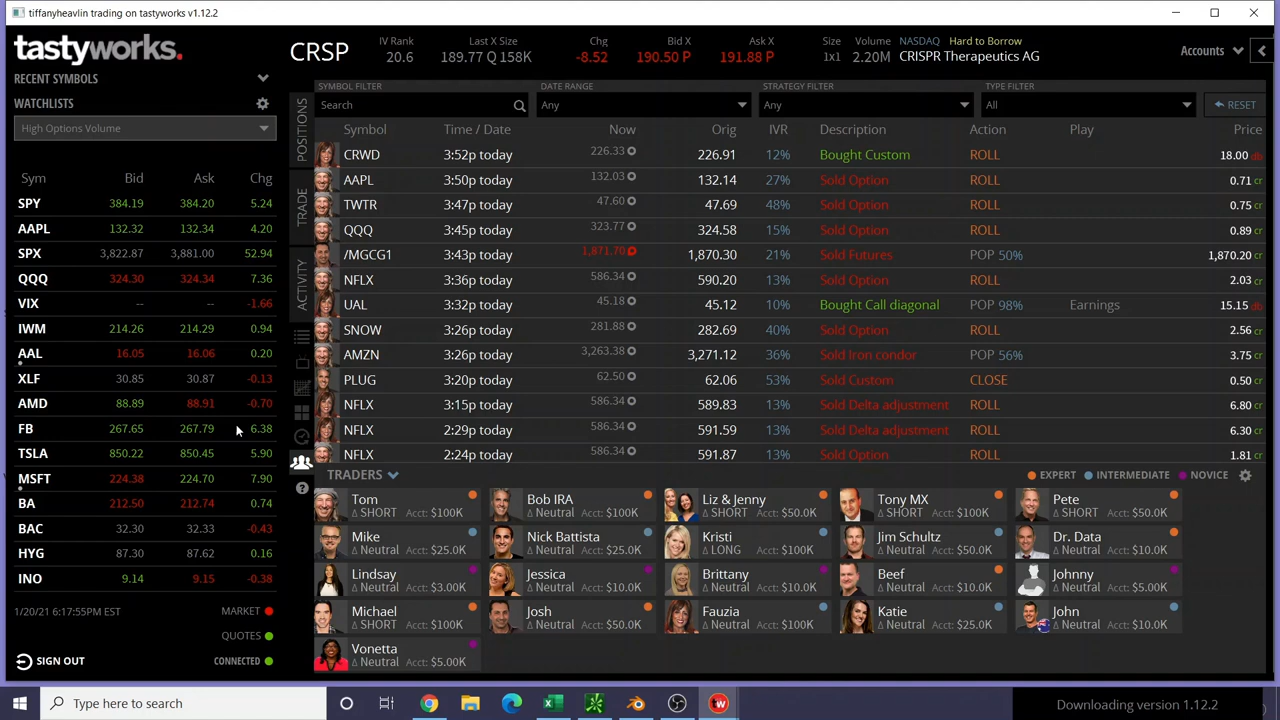 tiffanyheavlin trading on tastyworks v1.12.2
tastyworks.
RECENT SYMBOLS
WATCHLISTS
High Options Volume
Sym Bid Ask Chg
SPY 384.19 384.20 5.24
AAPL 132.32 132.34 4.20
SPX 3,822.87 3,881.00 52.94
QQQ 324.30 324.34 7.36
VIX -- -- -1.66
IWM 214.26 214.29 0.94
AAL 16.05 16.06 0.20
XLF 30.85 30.87 -0.13
AMD 88.89 88.91 -0.70
FB 267.65 267.79 6.38
TSLA 850.22 850.45 5.90
MSFT 224.38 224.70 7.90
BA 212.50 212.74 0.74
BAC 32.30 32.33 -0.43
HYG 87.30 87.62 0.16
INO 9.14 9.15 -0.38
1/20/21 6:17:55PM EST MARKET
QUOTES
SIGN OUT CONNECTED
CRSP
IV Rank Last X Size Chg Bid X Ask X Size Volume NASDAQ Hard to Borrow
20.6 189.77 Q 158K -8.52 190.50 P 191.88 P 1x1 2.20M CRISPR Therapeutics AG
Accounts
POSITIONS
TRADE
ACTIVITY
SYMBOL FILTER DATE RANGE STRATEGY FILTER TYPE FILTER
Search Any Any All RESET
Symbol Time / Date Now Orig IVR Description Action Play Price
CRWD 3:52p today 226.33 226.91 12% Bought Custom ROLL 18.00 db
AAPL 3:50p today 132.03 132.14 27% Sold Option ROLL 0.71 cr
TWTR 3:47p today 47.60 47.69 48% Sold Option ROLL 0.75 cr
QQQ 3:45p today 323.77 324.58 15% Sold Option ROLL 0.89 cr
/MGCG1 3:43p today 1,871.70 1,870.30 21% Sold Futures POP 50% 1,870.20 cr
NFLX 3:36p today 586.34 590.20 13% Sold Option ROLL 2.03 cr
UAL 3:32p today 45.18 45.12 10% Bought Call diagonal POP 98% Earnings 15.15 db
SNOW 3:26p today 281.88 282.69 40% Sold Option ROLL 2.56 cr
AMZN 3:26p today 3,263.38 3,271.12 36% Sold Iron condor POP 56% 3.75 cr
PLUG 3:20p today 62.50 62.06 53% Sold Custom CLOSE 0.50 cr
NFLX 3:15p today 586.34 589.83 13% Sold Delta adjustment ROLL 6.80 cr
NFLX 2:29p today 586.34 591.59 13% Sold Delta adjustment ROLL 6.30 cr
NFLX 2:24p today 586.34 591.87 13% Sold Option ROLL 1.81 cr
TRADERS EXPERT INTERMEDIATE NOVICE
Tom Bob IRA Liz & Jenny Tony MX Pete
Δ SHORT Acct: $100K Δ Neutral Acct: $100K Δ SHORT Acct: $50.0K Δ SHORT Acct: $100K Δ SHORT Acct: $50.0K
Mike Nick Battista Kristi Jim Schultz Dr. Data
Δ Neutral Acct: $25.0K Δ Neutral Acct: $25.0K Δ LONG Acct: $100K Δ Neutral Acct: $50.0K Δ Neutral Acct: $10.0K
Lindsay Jessica Brittany Beef Johnny
Δ Neutral Acct: $3.00K Δ Neutral Acct: $10.0K Δ Neutral Acct: $10.0K Δ Neutral Acct: $10.0K Δ Neutral Acct: $5.00K
Michael Josh Fauzia Katie John
Δ SHORT Acct: $100K Δ Neutral Acct: $50.0K Δ Neutral Acct: $100K Δ Neutral Acct: $25.0K Δ Neutral Acct: $10.0K
Vonetta
Δ Neutral Acct: $5.00K
Type here to search
Downloading version 1.12.2